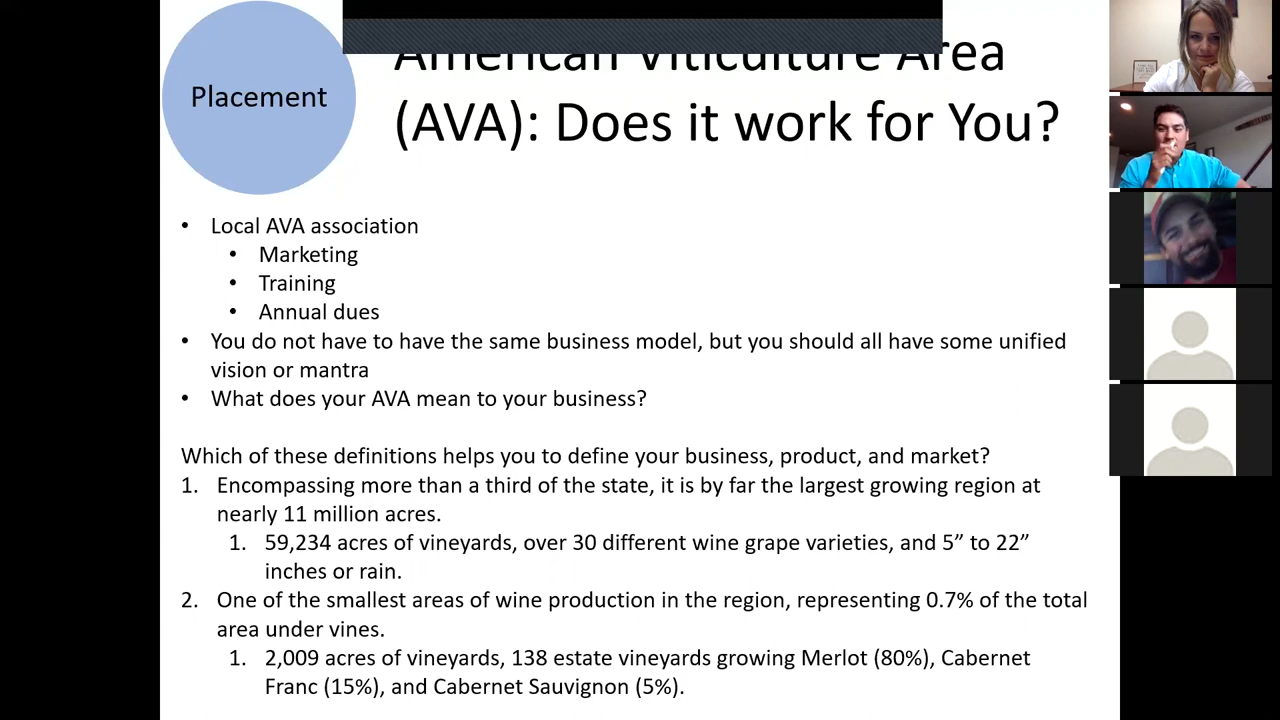 Placement
American Viticulture Area
(AVA): Does it work for You?
• Local AVA association
• Marketing
• Training
• Annual dues
• You do not have to have the same business model, but you should all have some unified
vision or mantra
• What does your AVA mean to your business?
Which of these definitions helps you to define your business, product, and market?
1. Encompassing more than a third of the state, it is by far the largest growing region at
nearly 11 million acres.
1. 59,234 acres of vineyards, over 30 different wine grape varieties, and 5” to 22”
inches or rain.
2. One of the smallest areas of wine production in the region, representing 0.7% of the total
area under vines.
1. 2,009 acres of vineyards, 138 estate vineyards growing Merlot (80%), Cabernet
Franc (15%), and Cabernet Sauvignon (5%).